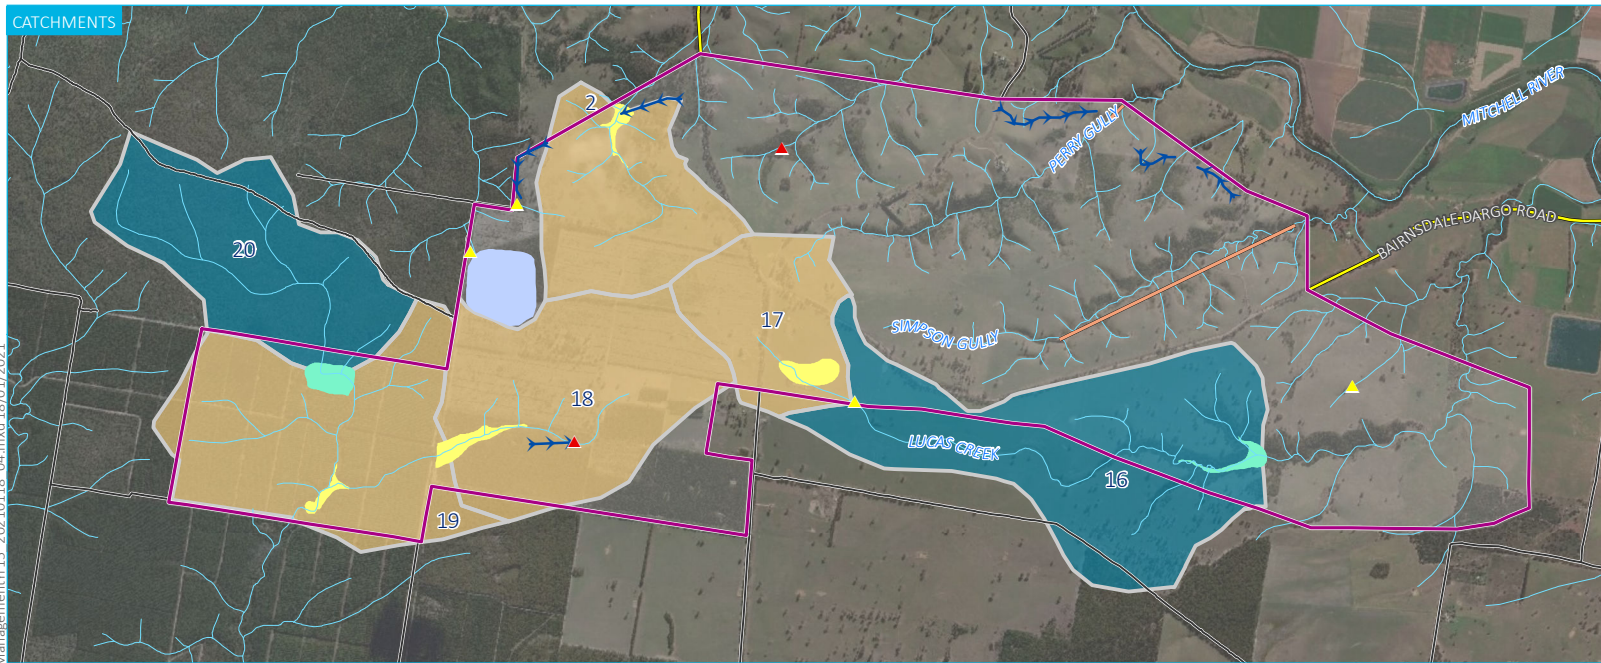 CATCHMENTS
2
MITCHELL RIVER
PERRY GULLY
BAIRNSDALE DARGO ROAD
20
17
SIMPSON GULLY
18
LUCAS CREEK
16
19